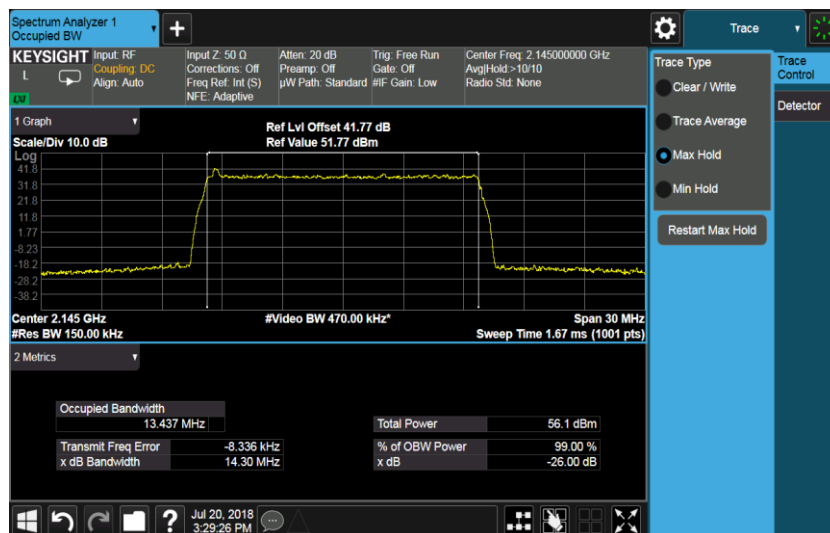 Spectrum Analyzer 1
Occupied BW
+
Trace
KEYSIGHT
L
LXI
Input: RF
Coupling: DC
Align: Auto
Input Z: 50 Ω
Corrections: Off
Freq Ref: Int (S)
NFE: Adaptive
Atten: 20 dB
Preamp: Off
µW Path: Standard
Trig: Free Run
Gate: Off
#IF Gain: Low
Center Freq: 2.145000000 GHz
Avg|Hold:>10/10
Radio Std: None
Trace Type
Clear / Write
Trace Average
Max Hold
Min Hold
Restart Max Hold
Trace
Control
Detector
1 Graph
Scale/Div 10.0 dB
Ref Lvl Offset 41.77 dB
Ref Value 51.77 dBm
Log
41.8
31.8
21.8
11.8
1.77
-8.23
-18.2
-28.2
-38.2
Center 2.145 GHz
#Video BW 470.00 kHz*
Span 30 MHz
#Res BW 150.00 kHz
Sweep Time 1.67 ms (1001 pts)
2 Metrics
Occupied Bandwidth
13.437 MHz
Total Power 56.1 dBm
Transmit Freq Error -8.336 kHz
% of OBW Power 99.00 %
x dB Bandwidth 14.30 MHz
x dB -26.00 dB
?
Jul 20, 2018
3:29:26 PM